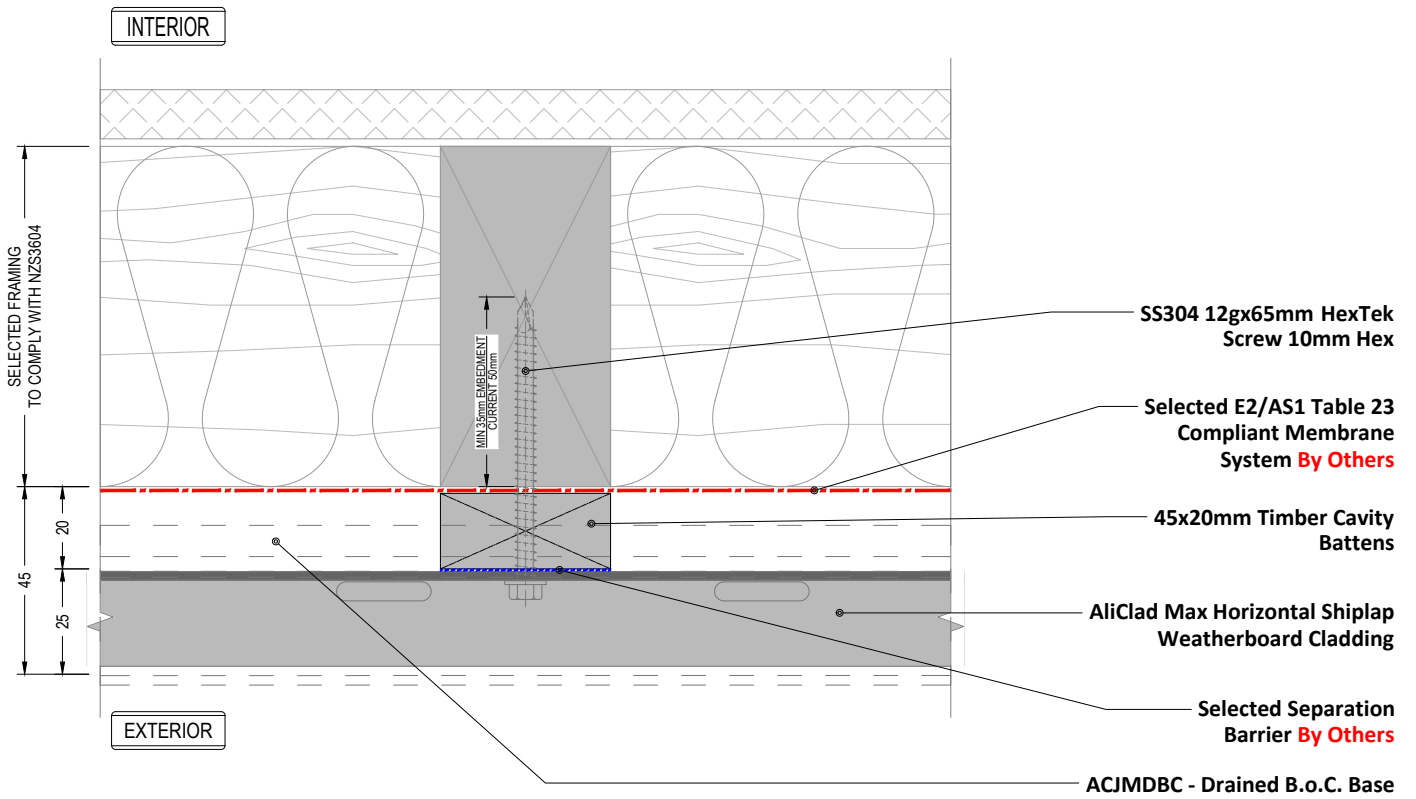 INTERIOR
SELECTED FRAMING
TO COMPLY WITH NZS3604
MIN 35mm EMBEDMENT
CURRENT 50mm
SS304 12gx65mm HexTek
Screw 10mm Hex
Selected E2/AS1 Table 23
Compliant Membrane
System By Others
20
45x20mm Timber Cavity
Battens
45
25
AliClad Max Horizontal Shiplap
Weatherboard Cladding
Selected Separation
Barrier By Others
EXTERIOR
ACJMDBC - Drained B.o.C. Base